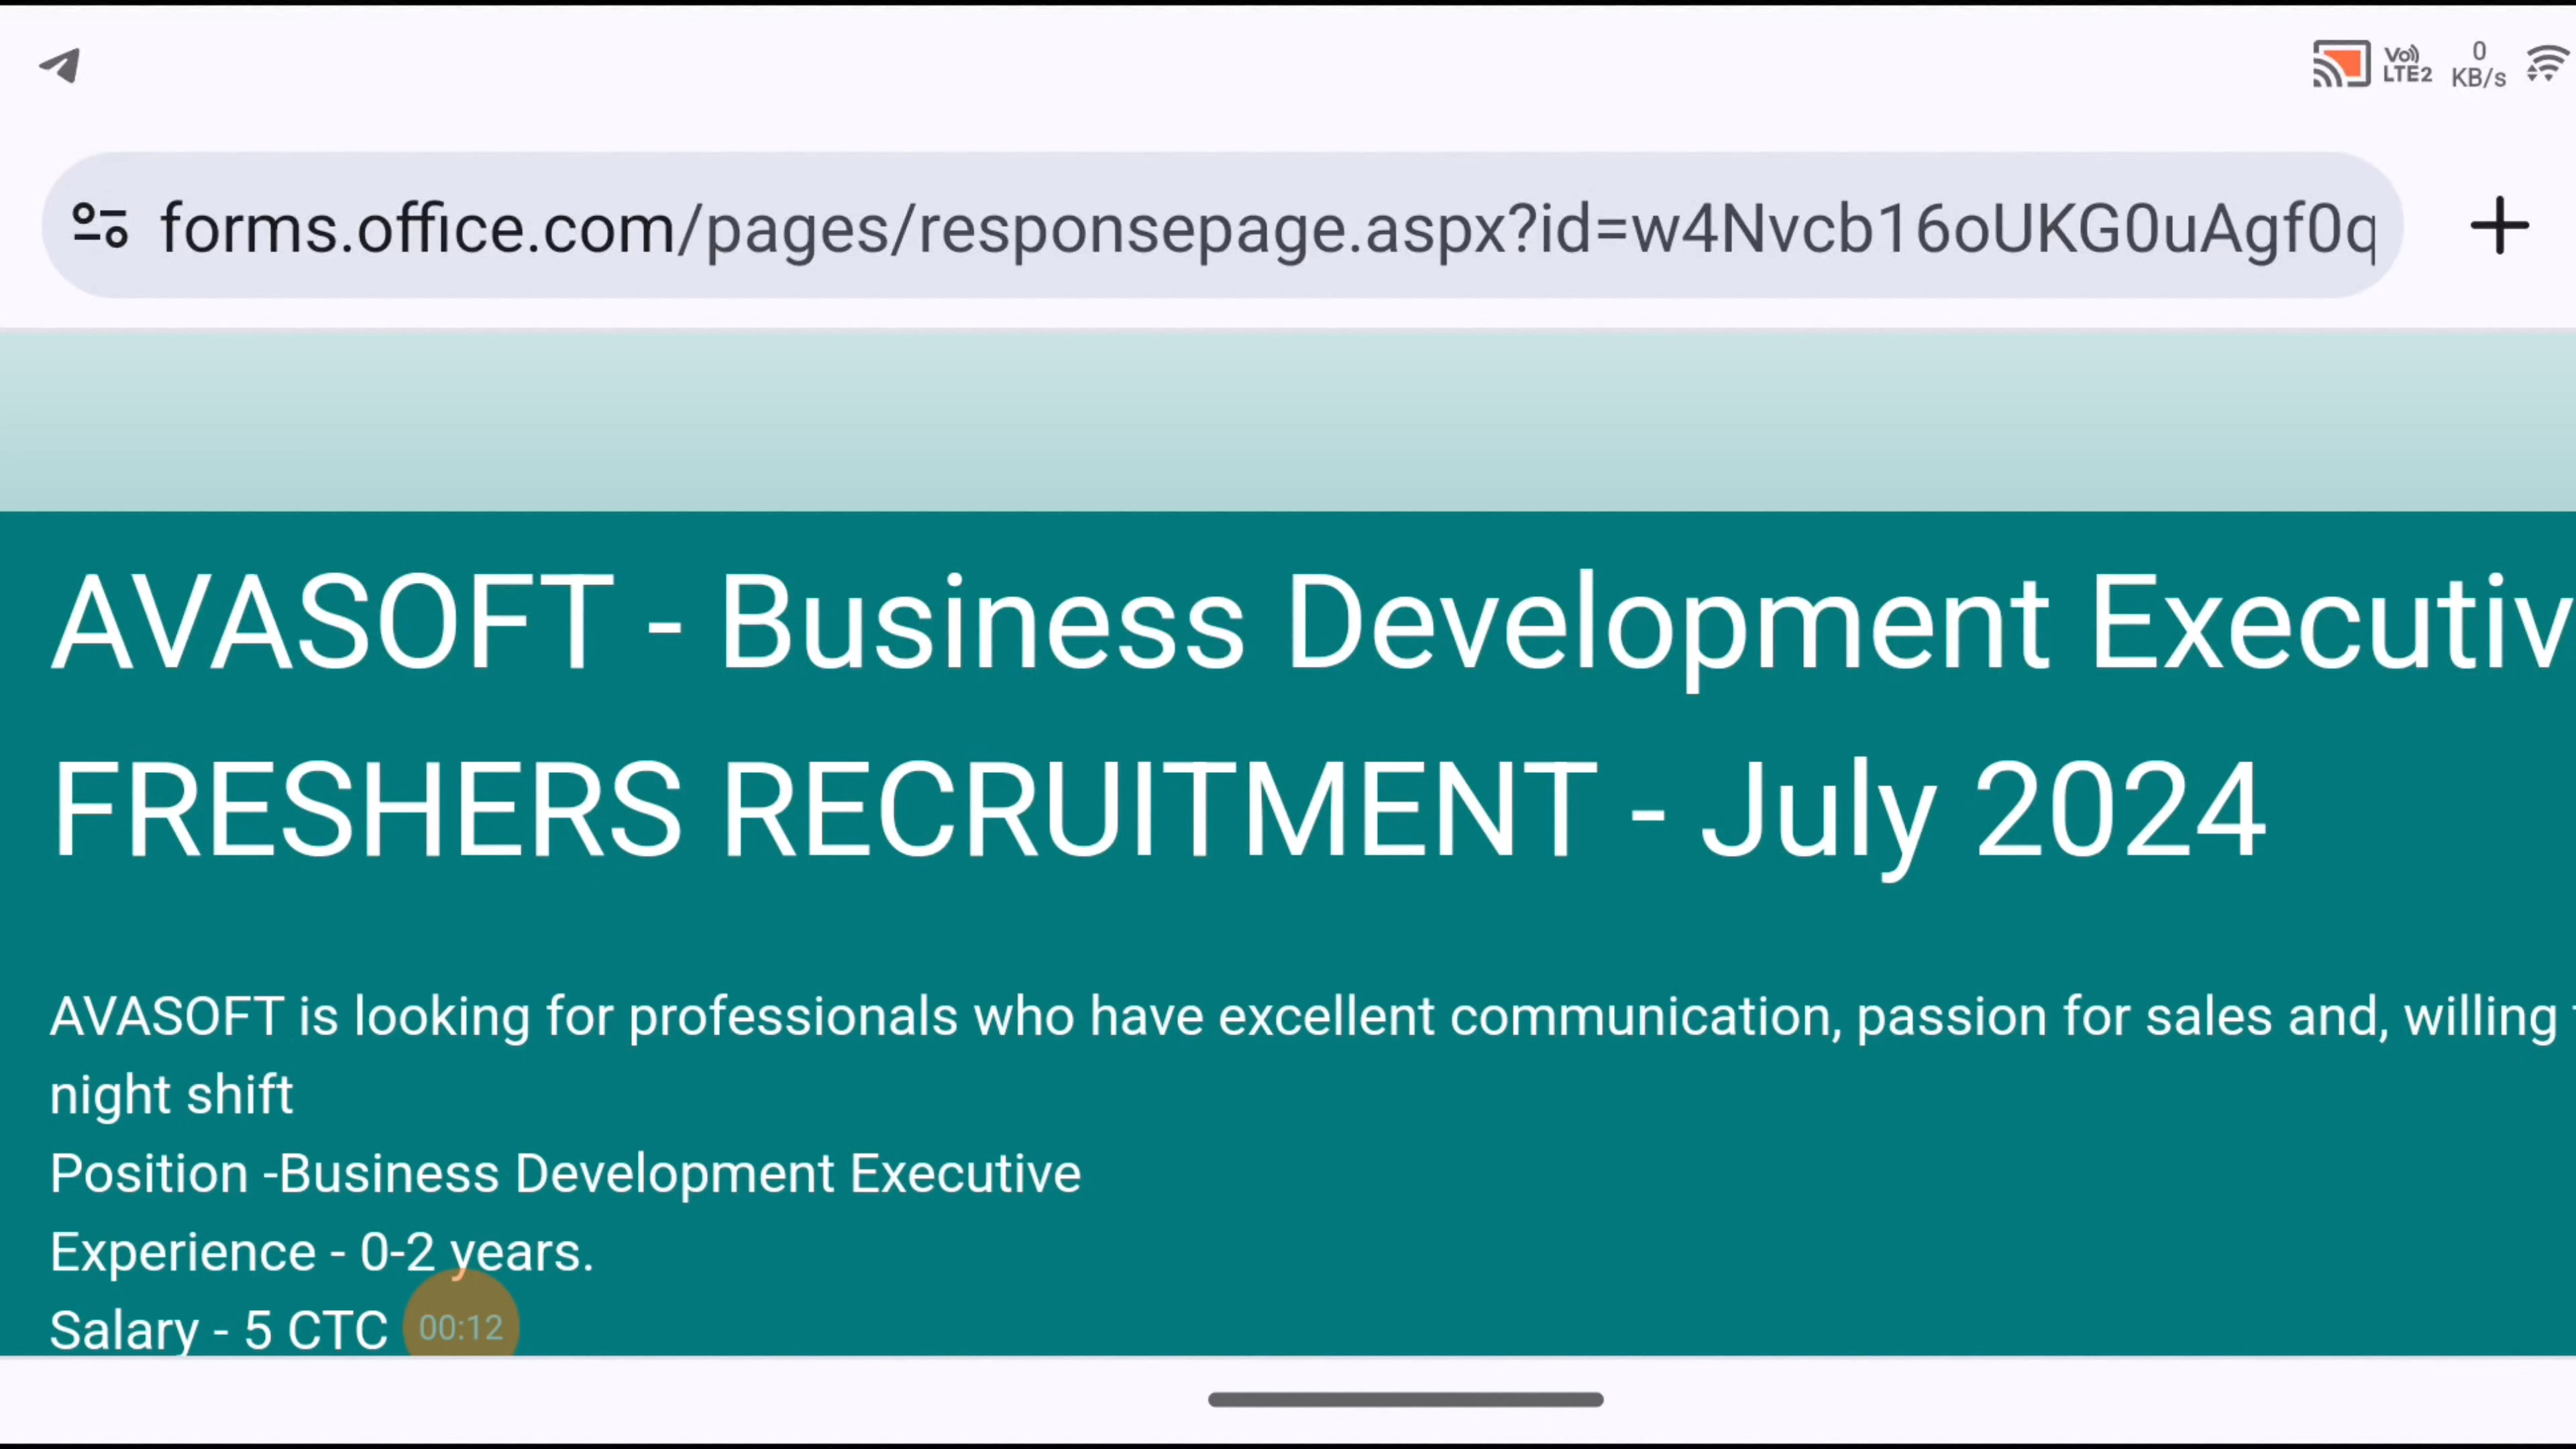 Vo)) 0
LTE2 KB/s
forms.office.com/pages/responsepage.aspx?id=w4Nvcb16oUKG0uAgf0q
AVASOFT - Business Development Executiv
FRESHERS RECRUITMENT - July 2024
AVASOFT is looking for professionals who have excellent communication, passion for sales and, willing
night shift
Position -Business Development Executive
Experience - 0-2 years.
Salary - 5 CTC
00:12